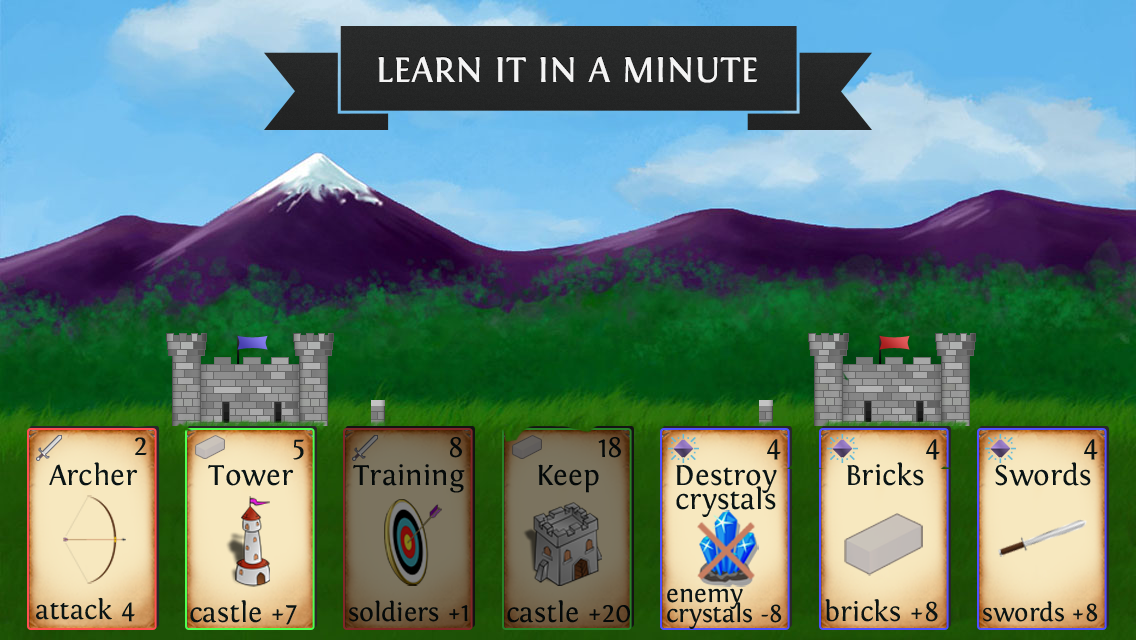 LEARN IT IN A MINUTE
2
Archer
attack 4
5
Tower
castle +7
8
Training
soldiers +1
18
Keep
castle +20
4
Destroy
crystals
enemy
crystals -8
4
Bricks
bricks +8
4
Swords
swords +8